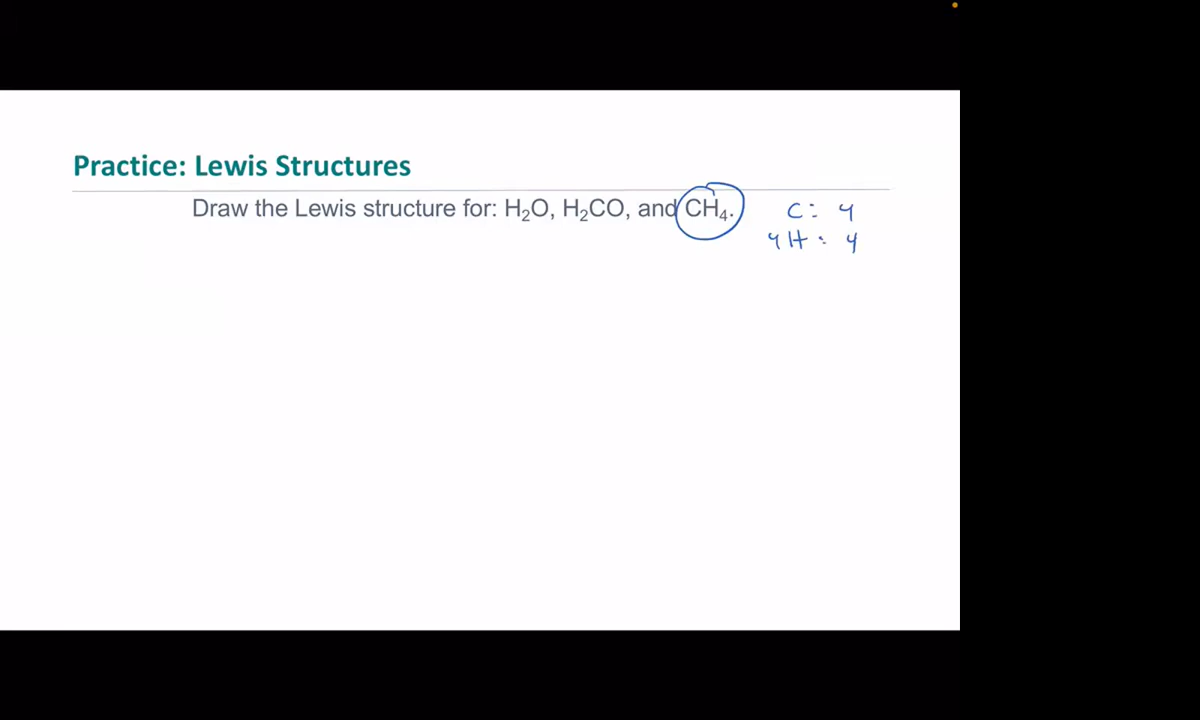 Practice: Lewis Structures
Draw the Lewis structure for: H₂O, H₂CO, and CH₄.
C: 4
4H: 4